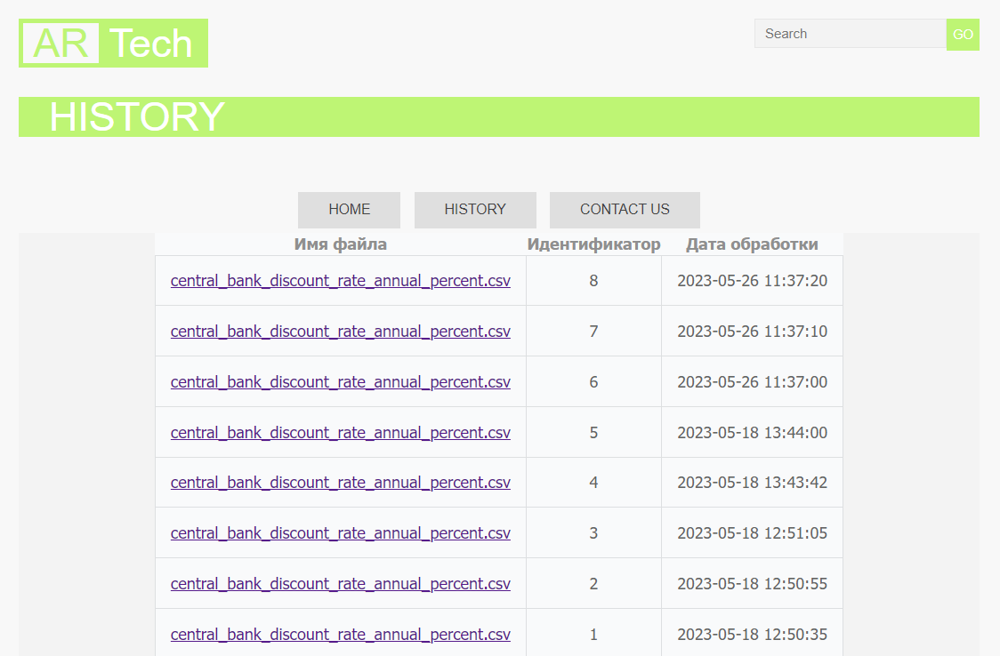 AR Tech
Search GO
HISTORY
HOME HISTORY CONTACT US
Имя файла Идентификатор Дата обработки
central_bank_discount_rate_annual_percent.csv 8 2023-05-26 11:37:20
central_bank_discount_rate_annual_percent.csv 7 2023-05-26 11:37:10
central_bank_discount_rate_annual_percent.csv 6 2023-05-26 11:37:00
central_bank_discount_rate_annual_percent.csv 5 2023-05-18 13:44:00
central_bank_discount_rate_annual_percent.csv 4 2023-05-18 13:43:42
central_bank_discount_rate_annual_percent.csv 3 2023-05-18 12:51:05
central_bank_discount_rate_annual_percent.csv 2 2023-05-18 12:50:55
central_bank_discount_rate_annual_percent.csv 1 2023-05-18 12:50:35